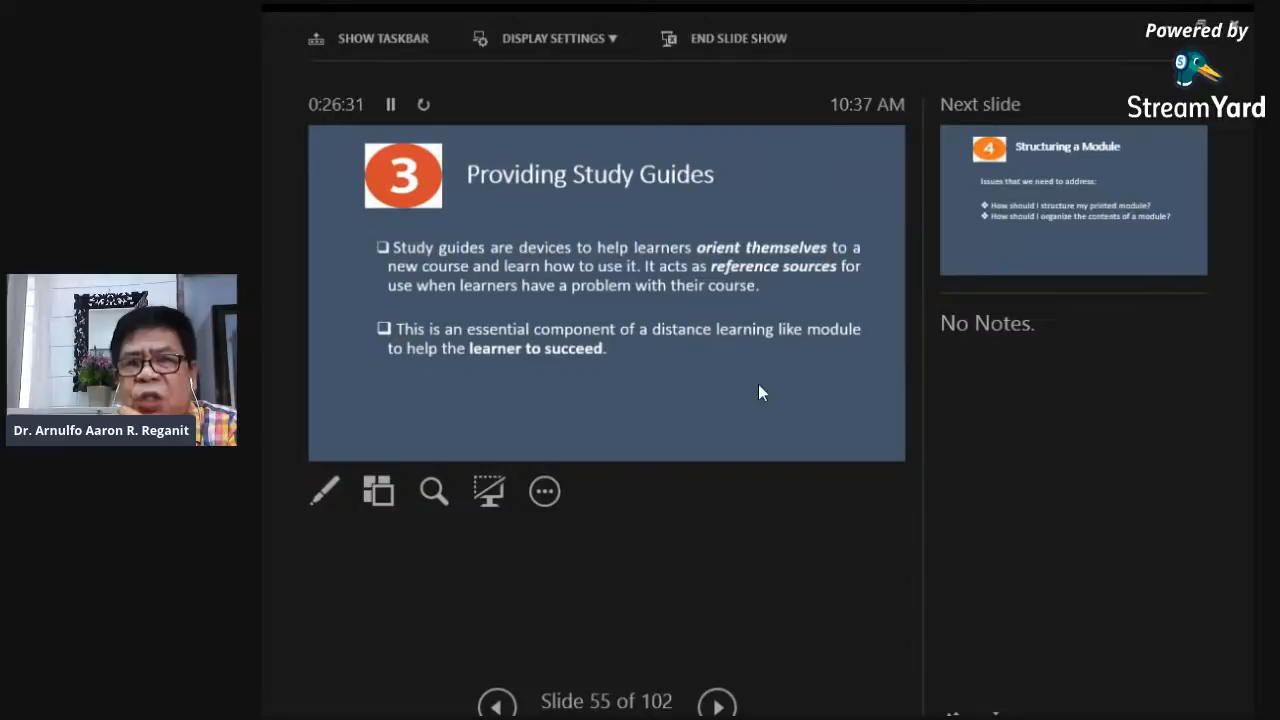 SHOW TASKBAR
DISPLAY SETTINGS ▼
END SLIDE SHOW
Powered by
S
StreamYard
0:26:31
10:37 AM
Next slide
3
Providing Study Guides
❑ Study guides are devices to help learners orient themselves to a
new course and learn how to use it. It acts as reference sources for
use when learners have a problem with their course.
❑ This is an essential component of a distance learning like module
to help the learner to succeed.
4
Structuring a Module
Issues that we need to address:
❖ How should I structure my printed module?
❖ How should I organize the contents of a module?
No Notes.
Dr. Arnulfo Aaron R. Reganit
Slide 55 of 102